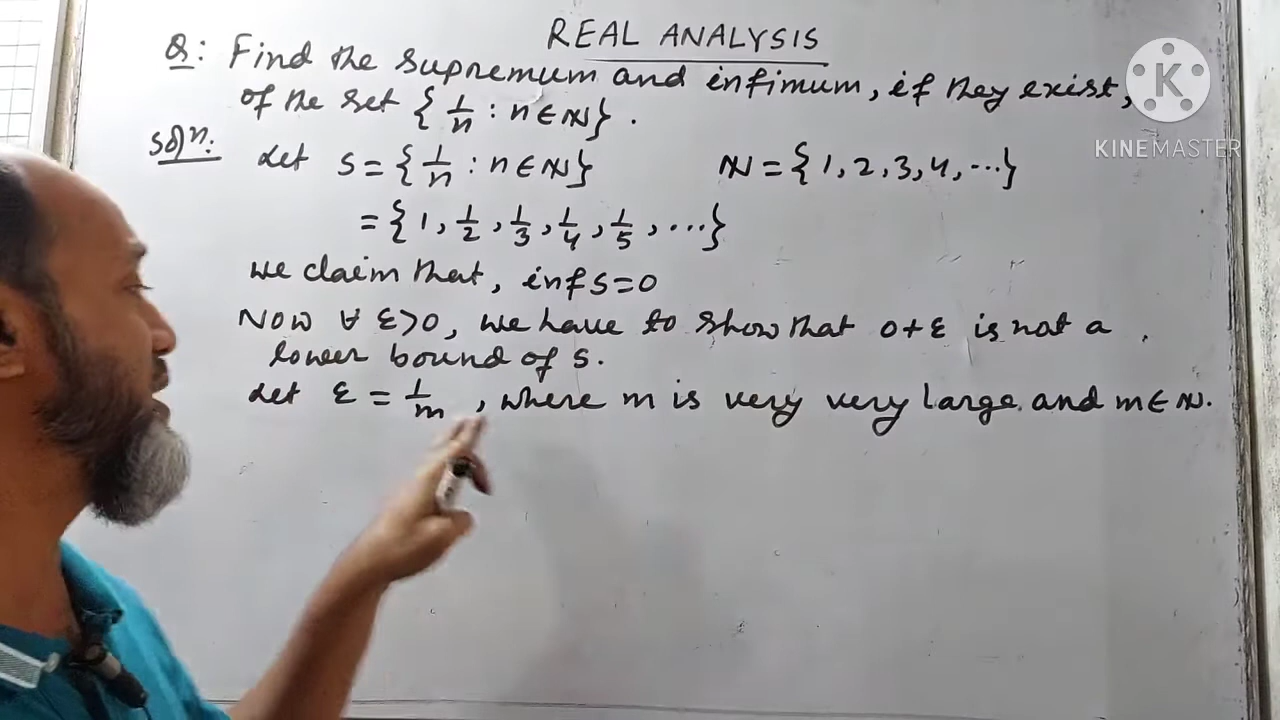 REAL ANALYSIS
Q: Find the supremum and infimum, if they exist,
of the set {1/n : n ∈ ℕ}.
Soln: Let S = {1/n : n ∈ ℕ} ℕ = {1, 2, 3, 4, ...}
= {1, 1/2, 1/3, 1/4, 1/5, ...}
We claim that, inf S = 0
Now ∀ ε > 0, we have to show that 0 + ε is not a
lower bound of S.
Let ε = 1/m, where m is very very large and m ∈ ℕ.
K
KINEMASTER